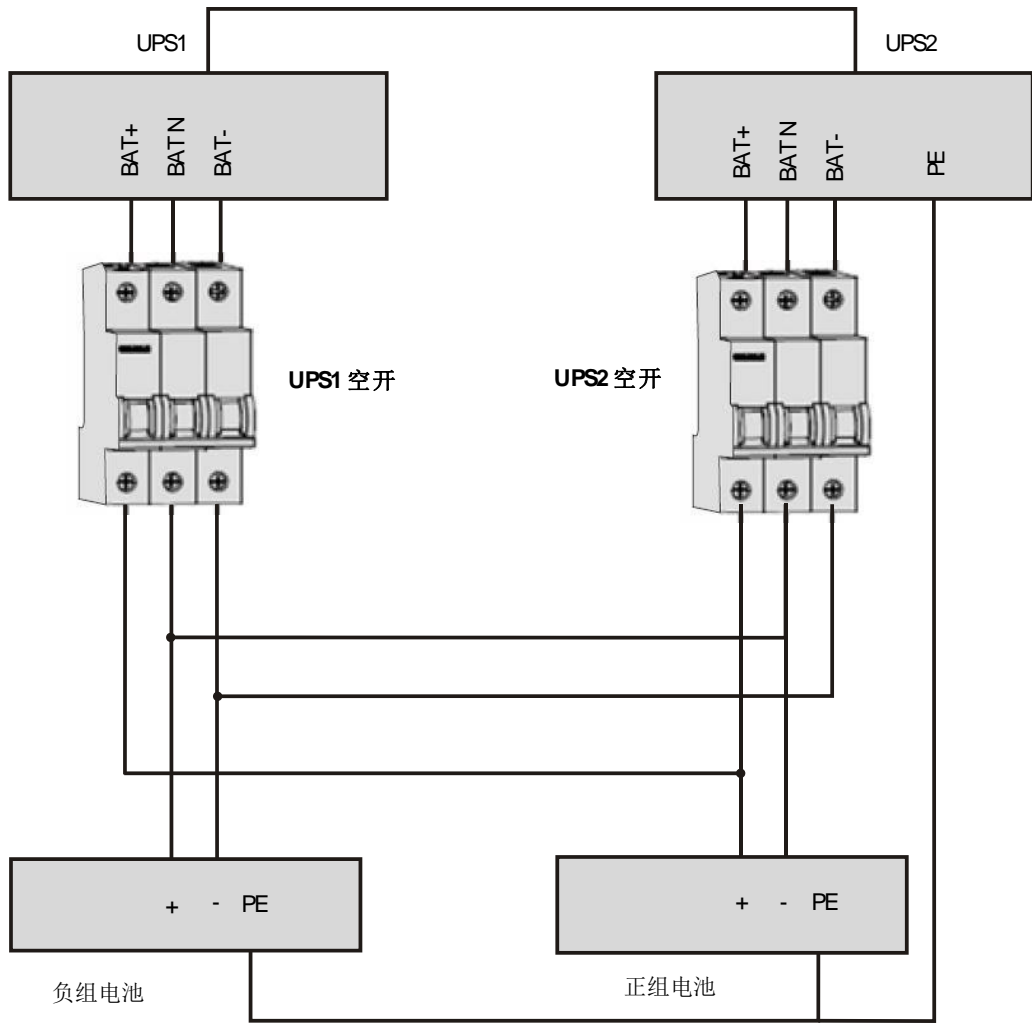 UPS1
UPS2
BAT+
BAT N
BAT-
BAT+
BAT N
BAT-
PE
UPS1 空开
UPS2 空开
+ - PE
+ - PE
负组电池
正组电池